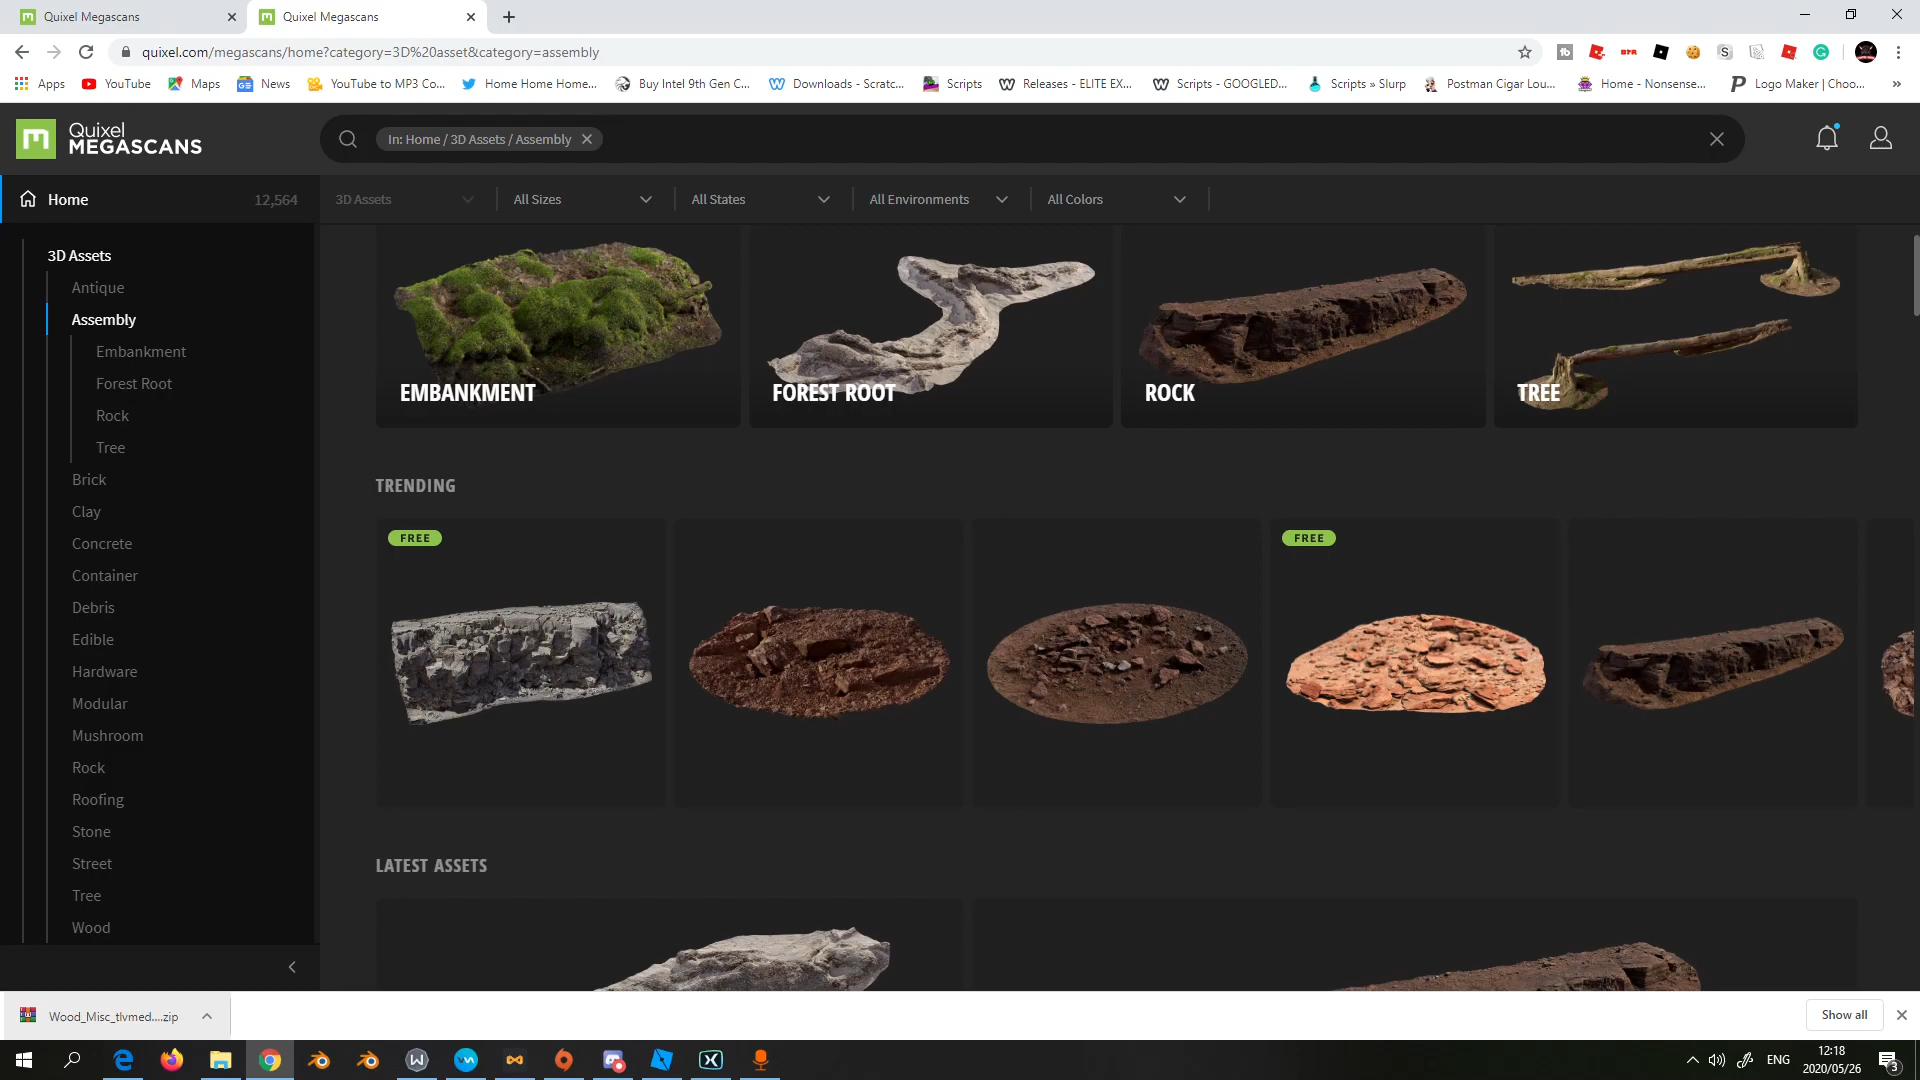 Quixel Megascans
Quixel Megascans
quixel.com/megascans/home?category=3D%20asset&category=assembly
Apps
YouTube
Maps
News
YouTube to MP3 Co...
Home Home Home...
Buy Intel 9th Gen C...
Downloads - Scratc...
Scripts
Releases - ELITE EX...
Scripts - GOOGLED...
Scripts » Slurp
Postman Cigar Lou...
Home - Nonsense...
Logo Maker | Choo...
»
Quixel
MEGASCANS
In: Home / 3D Assets / Assembly
Home
12,564
3D Assets
All Sizes
All States
All Environments
All Colors
3D Assets
Antique
Assembly
Embankment
Forest Root
Rock
Tree
Brick
Clay
Concrete
Container
Debris
Edible
Hardware
Modular
Mushroom
Rock
Roofing
Stone
Street
Tree
Wood
EMBANKMENT
FOREST ROOT
ROCK
TREE
TRENDING
FREE
FREE
LATEST ASSETS
Wood_Misc_tlvmed....zip
Show all
ENG
12:18
2020/05/26
3